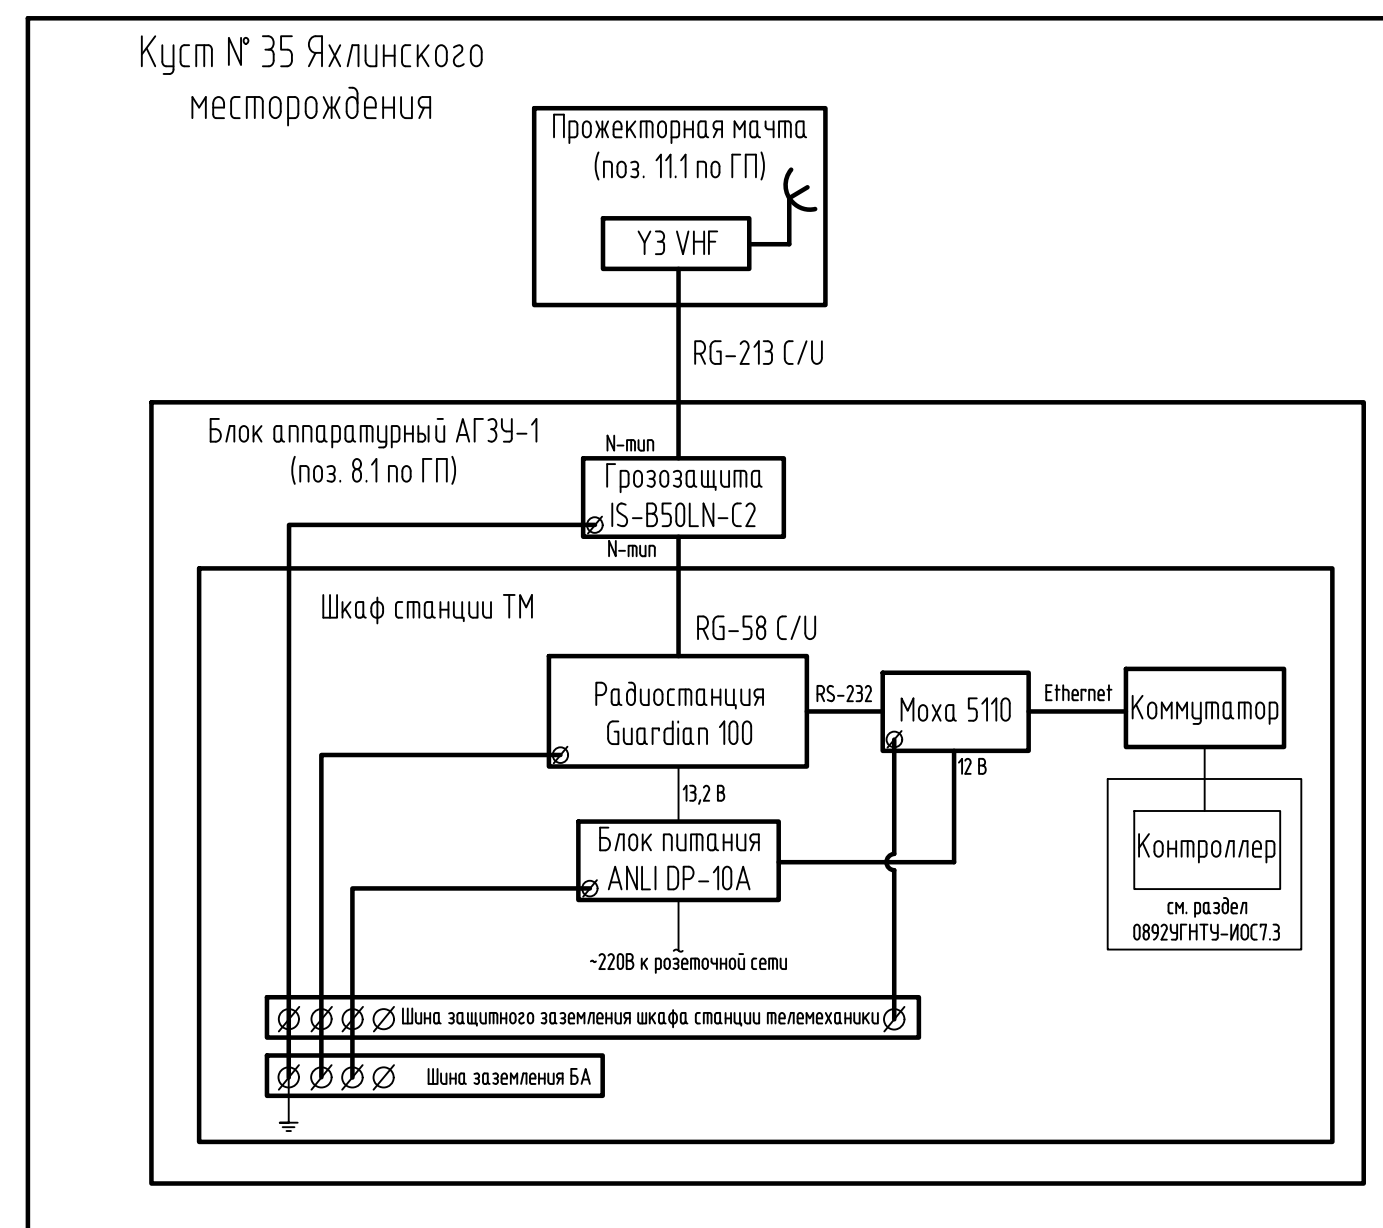 Куст № 35 Яхлинского
месторождения
Прожекторная мачта
(поз. 11.1 по ГП)
Y3 VHF
RG-213 C/U
Блок аппаратурный АГЗУ-1
(поз. 8.1 по ГП)
N-тип
Грозозащита
IS-B50LN-C2
N-тип
Шкаф станции ТМ
RG-58 C/U
Радиостанция
Guardian 100
RS-232
Моха 5110
Ethernet
Коммутатор
12 В
13,2 В
Блок питания
ANLI DP-10A
Контроллер
см. раздел
0892УГНТУ-ИОС7.3
~220В к розеточной сети
Шина защитного заземления шкафа станции телемеханики
Шина заземления БА